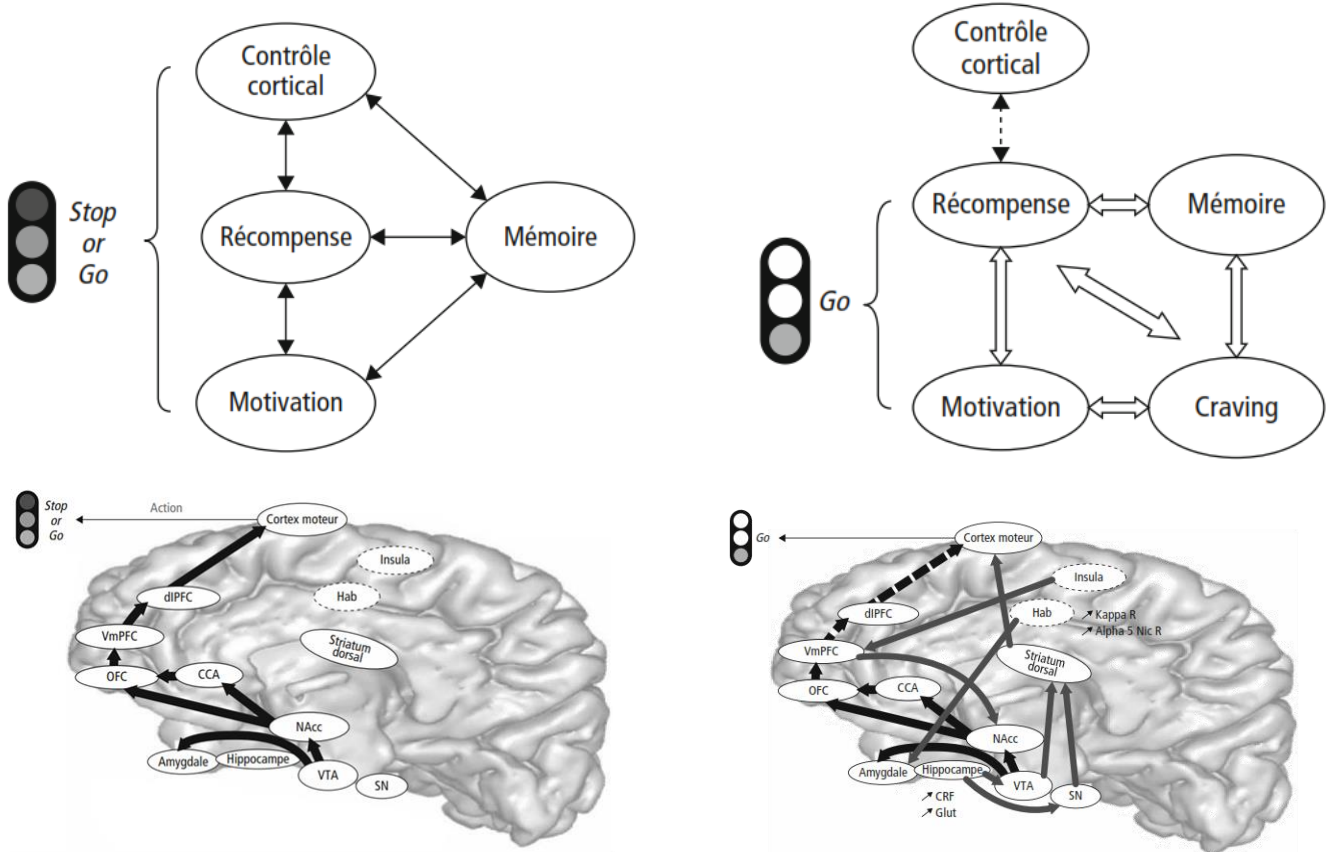 Contrôle
cortical
Stop
or
Go
Récompense
Mémoire
Motivation
Contrôle
cortical
Récompense
Mémoire
Go
Motivation
Craving
Stop
or
Go
Action
Cortex moteur
Insula
Hab
dlPFC
VmPFC
Striatum
dorsal
OFC
CCA
NAcc
Amygdale
Hippocampe
VTA
SN
Go
Cortex moteur
Insula
dlPFC
Hab
↗ Kappa R
↗ Alpha 5 Nic R
VmPFC
Striatum
dorsal
OFC
CCA
NAcc
Amygdale
Hippocampe
VTA
SN
↗ CRF
↗ Glut